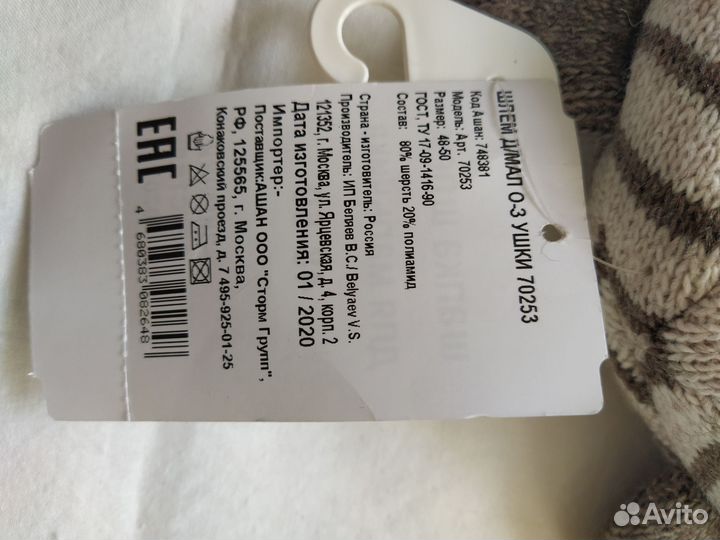 ШЛЕМ Д/МАЛ О-3 УШКИ 70253
Код Ашан: 748381
Модель: Арт. 70253
Размер: 48-50
ГОСТ, ТУ 17-09-1416-90
Состав: 80% шерсть 20% полиамид
Страна - изготовитель: Россия
Производитель: ИП Беляев В.С./ Belyaev V.S.
121352, г. Москва, ул. Ярцевская, д. 4, корп. 2
Дата изготовления: 01 / 2020
Импортер:-
Поставщик:АШАН ООО "Сторм Групп",
РФ, 125565, г. Москва,
Конаковский проезд, д. 7 495-925-01-25
EAC
4 680383 082648
Avito